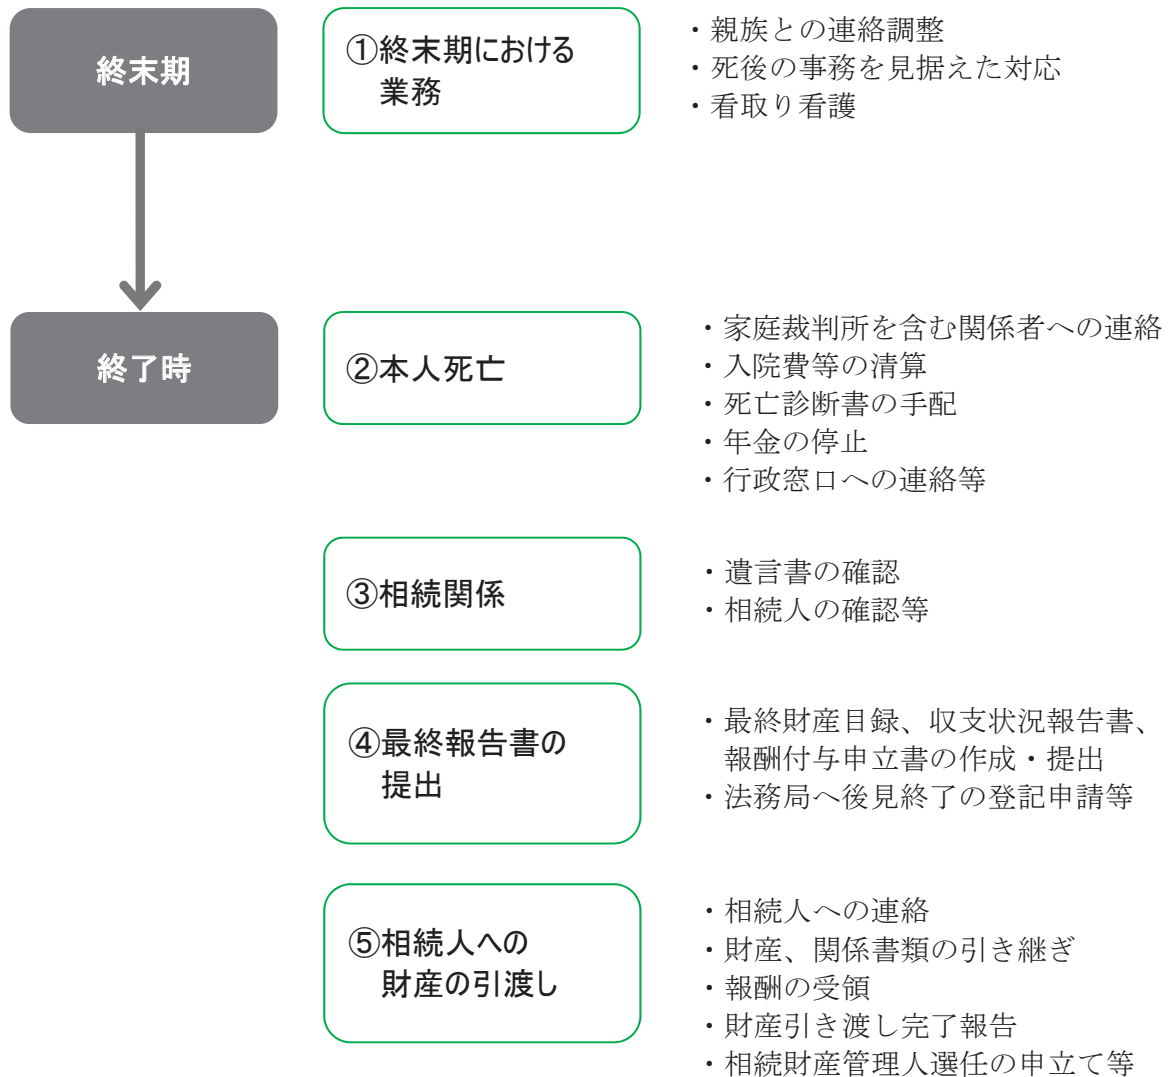 終末期
①終末期における
業務
・親族との連絡調整
・死後の事務を見据えた対応
・看取り看護
終了時
②本人死亡
・家庭裁判所を含む関係者への連絡
・入院費等の清算
・死亡診断書の手配
・年金の停止
・行政窓口への連絡等
③相続関係
・遺言書の確認
・相続人の確認等
④最終報告書の
提出
・最終財産目録、収支状況報告書、
報酬付与申立書の作成・提出
・法務局へ後見終了の登記申請等
⑤相続人への
財産の引渡し
・相続人への連絡
・財産、関係書類の引き継ぎ
・報酬の受領
・財産引き渡し完了報告
・相続財産管理人選任の申立て等